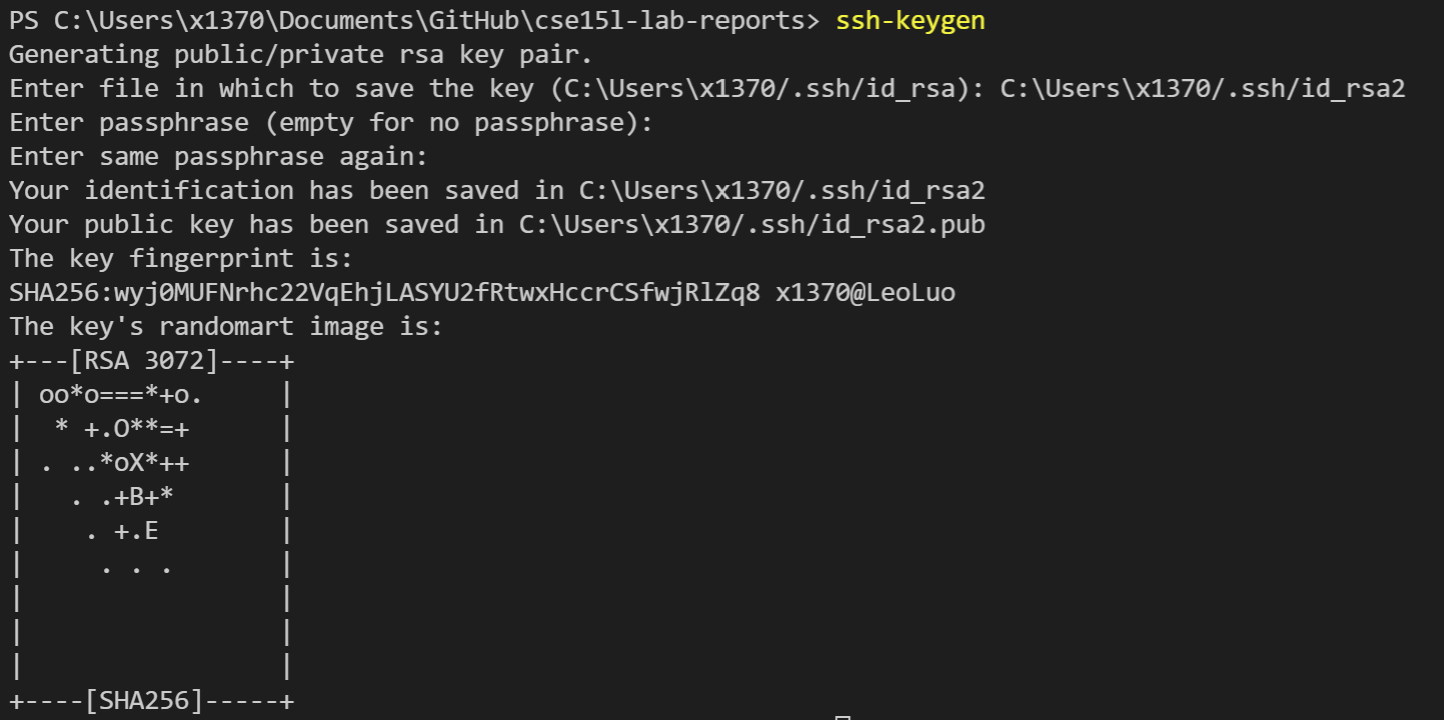 PS C:\Users\x1370\Documents\GitHub\cse15l-lab-reports> ssh-keygen
Generating public/private rsa key pair.
Enter file in which to save the key (C:\Users\x1370/.ssh/id_rsa): C:\Users\x1370/.ssh/id_rsa2
Enter passphrase (empty for no passphrase):
Enter same passphrase again:
Your identification has been saved in C:\Users\x1370/.ssh/id_rsa2
Your public key has been saved in C:\Users\x1370/.ssh/id_rsa2.pub
The key fingerprint is:
SHA256:wyj0MUFNrhc22VqEhjLASYU2fRtwxHccrCSfwjRlZq8 x1370@LeoLuo
The key's randomart image is:
+---[RSA 3072]----+
| oo*o===*+o.     |
|  * +.O**=+      |
| . ..*oX*++      |
|   . .+B+*       |
|    . +.E        |
|     . . .       |
|                 |
|                 |
|                 |
+----[SHA256]-----+